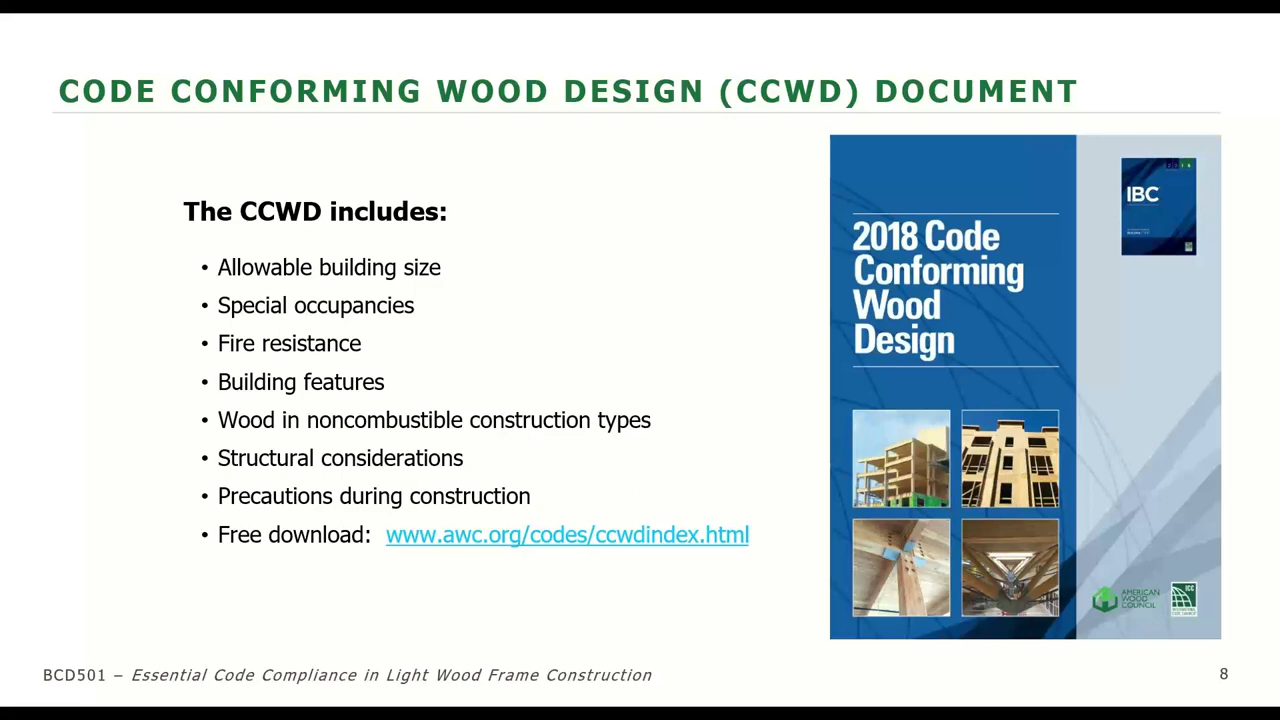 CODE CONFORMING WOOD DESIGN (CCWD) DOCUMENT
The CCWD includes:
• Allowable building size
• Special occupancies
• Fire resistance
• Building features
• Wood in noncombustible construction types
• Structural considerations
• Precautions during construction
• Free download: www.awc.org/codes/ccwdindex.html
IBC
2018 Code
Conforming
Wood
Design
AMERICAN
WOOD
COUNCIL
ICC
BCD501 – Essential Code Compliance in Light Wood Frame Construction
8